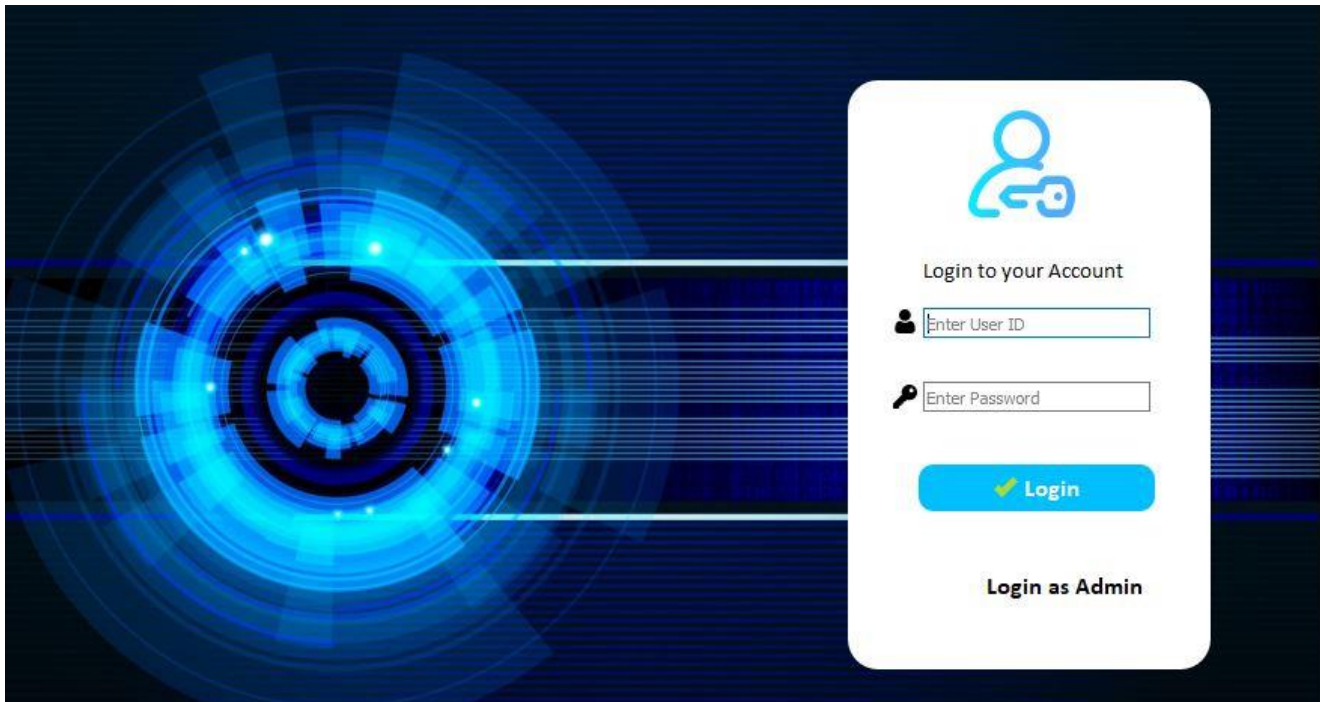 Login to your Account
Enter User ID
Enter Password
Login
Login as Admin